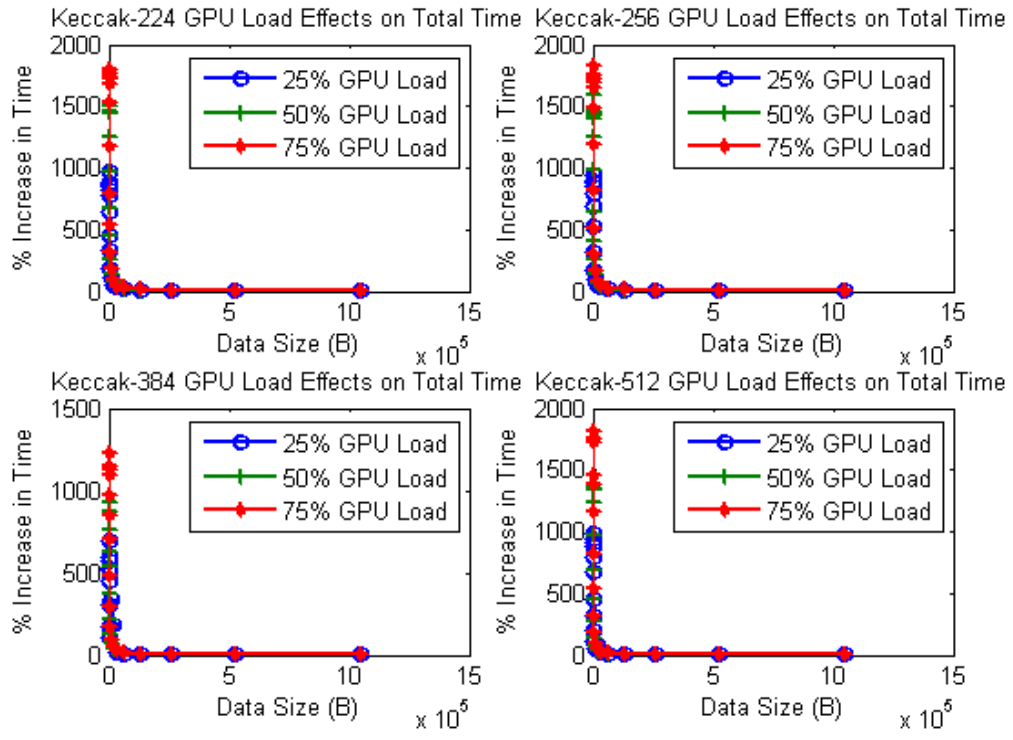 Keccak-224 GPU Load Effects on Total Time
2000
1500
1000
500
0
% Increase in Time
25% GPU Load
50% GPU Load
75% GPU Load
0 5 10 15
Data Size (B)
x 10^5
Keccak-256 GPU Load Effects on Total Time
2000
1500
1000
500
0
% Increase in Time
25% GPU Load
50% GPU Load
75% GPU Load
0 5 10 15
Data Size (B)
x 10^5
Keccak-384 GPU Load Effects on Total Time
1500
1000
500
0
% Increase in Time
25% GPU Load
50% GPU Load
75% GPU Load
0 5 10 15
Data Size (B)
x 10^5
Keccak-512 GPU Load Effects on Total Time
2000
1500
1000
500
0
% Increase in Time
25% GPU Load
50% GPU Load
75% GPU Load
0 5 10 15
Data Size (B)
x 10^5